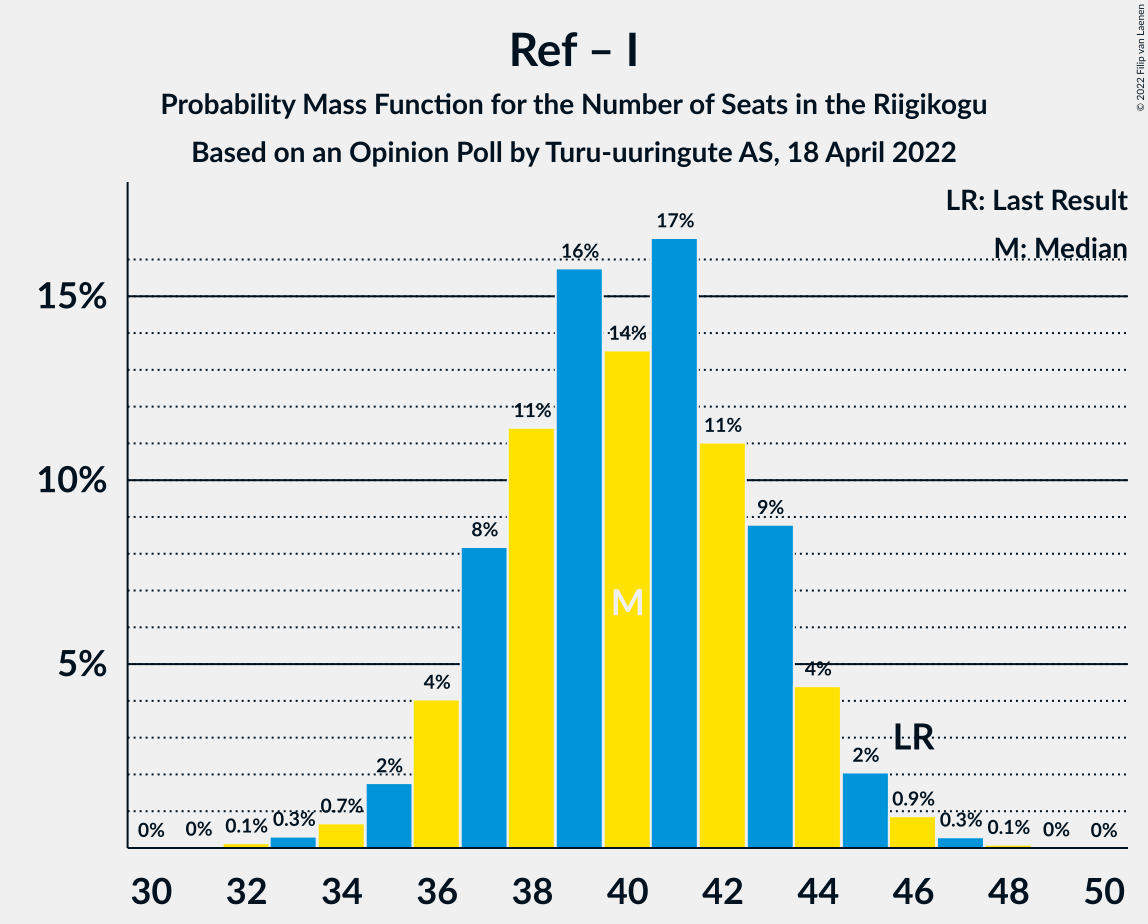 Ref – I
Probability Mass Function for the Number of Seats in the Riigikogu
Based on an Opinion Poll by Turu-uuringute AS, 18 April 2022
© 2022 Filip van Laenen
LR: Last Result
M: Median
15%
10%
5%
0%
0%
0.1%
0.3%
0.7%
2%
4%
8%
11%
16%
14%
17%
11%
9%
4%
2%
0.9%
0.3%
0.1%
0%
0%
M
LR
30 32 34 36 38 40 42 44 46 48 50